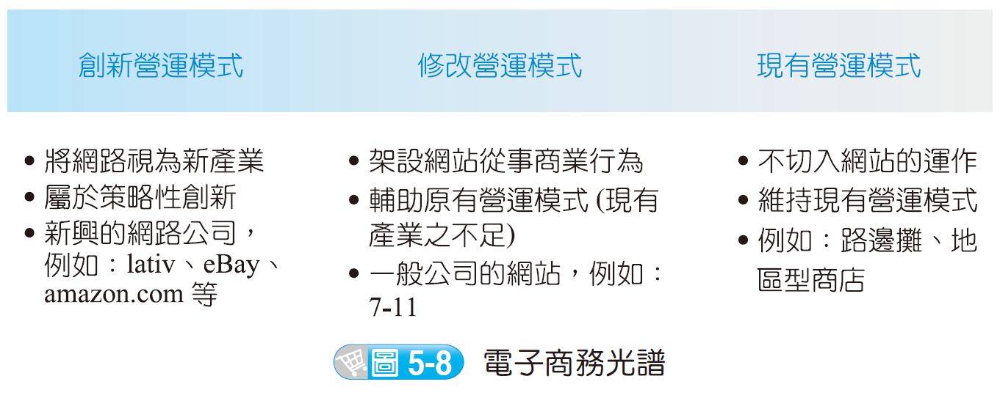 創新營運模式
修改營運模式
現有營運模式
• 將網路視為新產業
• 屬於策略性創新
• 新興的網路公司，
例如：lativ、eBay、
amazon.com 等
• 架設網站從事商業行為
• 輔助原有營運模式 (現有
產業之不足)
• 一般公司的網站，例如：
7-11
• 不切入網站的運作
• 維持現有營運模式
• 例如：路邊攤、地
區型商店
圖 5-8 電子商務光譜